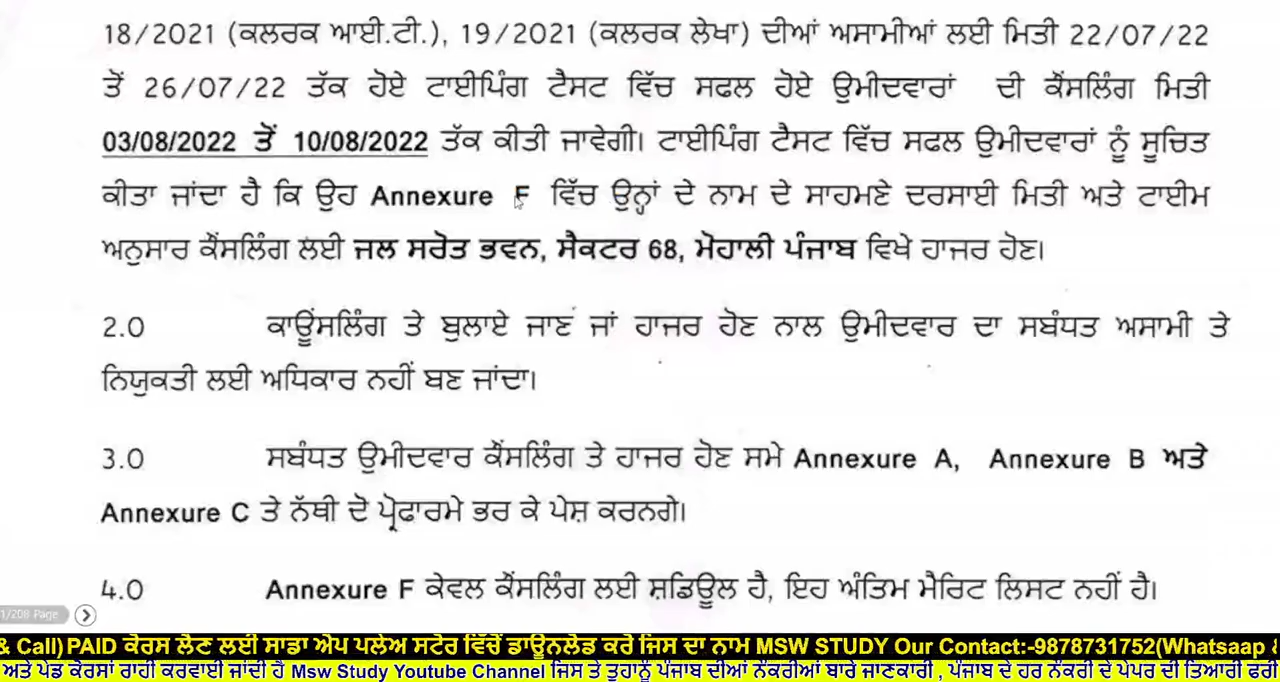 18/2021 (ਕਲਰਕ ਆਈ.ਟੀ.), 19/2021 (ਕਲਰਕ ਲੇਖਾ) ਦੀਆਂ ਅਸਾਮੀਆਂ ਲਈ ਮਿਤੀ 22/07/22
ਤੋਂ 26/07/22 ਤੱਕ ਹੋਏ ਟਾਈਪਿੰਗ ਟੈਸਟ ਵਿੱਚ ਸਫਲ ਹੋਏ ਉਮੀਦਵਾਰਾਂ ਦੀ ਕੌਂਸਲਿੰਗ ਮਿਤੀ
03/08/2022 ਤੋਂ 10/08/2022 ਤੱਕ ਕੀਤੀ ਜਾਵੇਗੀ। ਟਾਈਪਿੰਗ ਟੈਸਟ ਵਿੱਚ ਸਫਲ ਉਮੀਦਵਾਰਾਂ ਨੂੰ ਸੂਚਿਤ
ਕੀਤਾ ਜਾਂਦਾ ਹੈ ਕਿ ਉਹ Annexure F ਵਿੱਚ ਉਨ੍ਹਾਂ ਦੇ ਨਾਮ ਦੇ ਸਾਹਮਣੇ ਦਰਸਾਈ ਮਿਤੀ ਅਤੇ ਟਾਈਮ
ਅਨੁਸਾਰ ਕੌਂਸਲਿੰਗ ਲਈ ਜਲ ਸਰੋਤ ਭਵਨ, ਸੈਕਟਰ 68, ਮੋਹਾਲੀ ਪੰਜਾਬ ਵਿਖੇ ਹਾਜਰ ਹੋਣ।
2.0 ਕਾਊਂਸਲਿੰਗ ਤੇ ਬੁਲਾਏ ਜਾਣ ਜਾਂ ਹਾਜਰ ਹੋਣ ਨਾਲ ਉਮੀਦਵਾਰ ਦਾ ਸਬੰਧਤ ਅਸਾਮੀ ਤੇ
ਨਿਯੁਕਤੀ ਲਈ ਅਧਿਕਾਰ ਨਹੀਂ ਬਣ ਜਾਂਦਾ।
3.0 ਸਬੰਧਤ ਉਮੀਦਵਾਰ ਕੌਂਸਲਿੰਗ ਤੇ ਹਾਜਰ ਹੋਣ ਸਮੇ Annexure A, Annexure B ਅਤੇ
Annexure C ਤੇ ਨੱਥੀ ਦੋ ਪ੍ਰੋਫਾਰਮੇ ਭਰ ਕੇ ਪੇਸ਼ ਕਰਨਗੇ।
4.0 Annexure F ਕੇਵਲ ਕੌਂਸਲਿੰਗ ਲਈ ਸ਼ਡਿਊਲ ਹੈ, ਇਹ ਅੰਤਿਮ ਮੈਰਿਟ ਲਿਸਟ ਨਹੀਂ ਹੈ।
1/208 Page
& Call) PAID ਕੋਰਸ ਲੈਣ ਲਈ ਸਾਡਾ ਐਪ ਪਲੇਅ ਸਟੋਰ ਵਿੱਚੋਂ ਡਾਊਨਲੋਡ ਕਰੋ ਜਿਸ ਦਾ ਨਾਮ MSW STUDY Our Contact:-9878731752(Whatsaap &
ਅਤੇ ਪੇਡ ਕੋਰਸਾਂ ਰਾਹੀਂ ਕਰਵਾਈ ਜਾਂਦੀ ਹੈ Msw Study Youtube Channel ਜਿਸ ਤੇ ਤੁਹਾਨੂੰ ਪੰਜਾਬ ਦੀਆਂ ਨੌਕਰੀਆਂ ਬਾਰੇ ਜਾਣਕਾਰੀ , ਪੰਜਾਬ ਦੇ ਹਰ ਨੌਕਰੀ ਦੇ ਪੇਪਰ ਦੀ ਤਿਆਰੀ ਫਰੀ